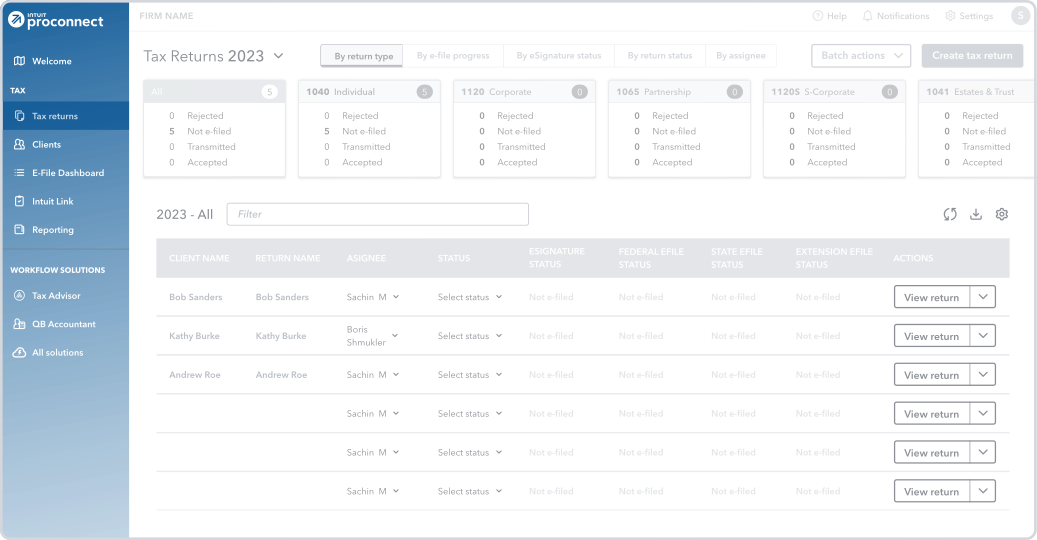 INTUIT
proconnect
FIRM NAME
Help
Notifications
Settings
S
Welcome
TAX
Tax returns
Clients
E-File Dashboard
Intuit Link
Reporting
WORKFLOW SOLUTIONS
Tax Advisor
QB Accountant
All solutions
Tax Returns 2023
By return type
By e-file progress
By eSignature status
By return status
By assignee
Batch actions
Create tax return
All 5
0 Rejected
5 Not e-filed
0 Transmitted
0 Accepted
1040 Individual 5
0 Rejected
5 Not e-filed
0 Transmitted
0 Accepted
1120 Corporate 0
0 Rejected
0 Not e-filed
0 Transmitted
0 Accepted
1065 Partnership 0
0 Rejected
0 Not e-filed
0 Transmitted
0 Accepted
1120S S-Corporate 0
0 Rejected
0 Not e-filed
0 Transmitted
0 Accepted
1041 Estates & Trust
0 Rejected
0 Not e-filed
0 Transmitted
0 Accepted
2023 - All
Filter
CLIENT NAME RETURN NAME ASIGNEE STATUS ESIGNATURE STATUS FEDERAL EFILE STATUS STATE EFILE STATUS EXTENSION EFILE STATUS ACTIONS
Bob Sanders Bob Sanders Sachin M Select status Not e-filed Not e-filed Not e-filed Not e-filed View return
Kathy Burke Kathy Burke Boris Shmukler Select status Not e-filed Not e-filed Not e-filed Not e-filed View return
Andrew Roe Andrew Roe Sachin M Select status Not e-filed Not e-filed Not e-filed Not e-filed View return
Sachin M Select status Not e-filed Not e-filed Not e-filed Not e-filed View return
Sachin M Select status Not e-filed Not e-filed Not e-filed Not e-filed View return
Sachin M Select status Not e-filed Not e-filed Not e-filed Not e-filed View return